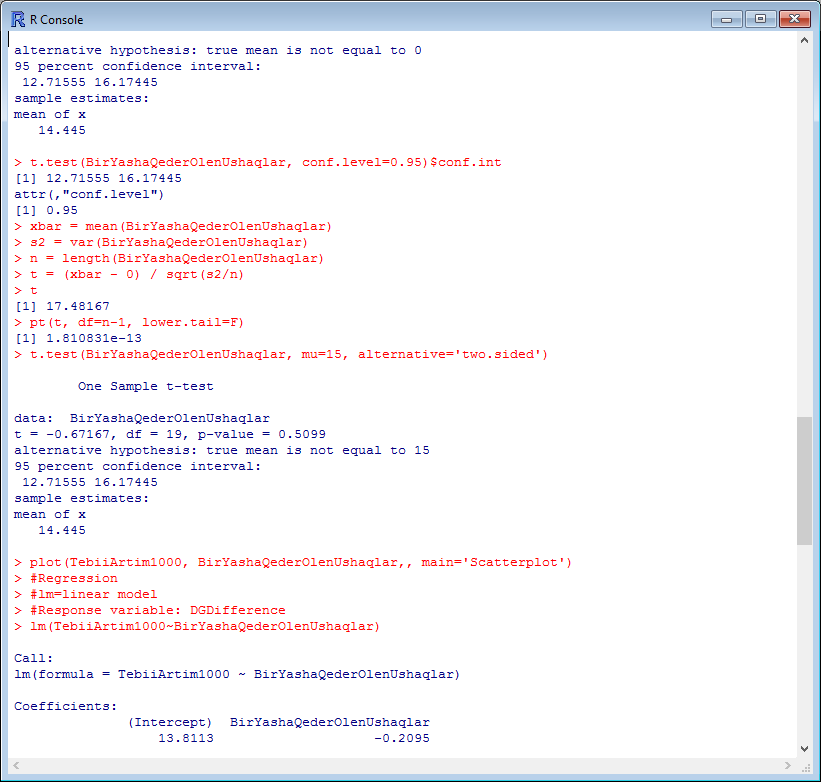 R Console
alternative hypothesis: true mean is not equal to 0
95 percent confidence interval:
 12.71555 16.17445
sample estimates:
mean of x
   14.445
> t.test(BirYashaQederOlenUshaqlar, conf.level=0.95)$conf.int
[1] 12.71555 16.17445
attr(,"conf.level")
[1] 0.95
> xbar = mean(BirYashaQederOlenUshaqlar)
> s2 = var(BirYashaQederOlenUshaqlar)
> n = length(BirYashaQederOlenUshaqlar)
> t = (xbar - 0) / sqrt(s2/n)
> t
[1] 17.48167
> pt(t, df=n-1, lower.tail=F)
[1] 1.810831e-13
> t.test(BirYashaQederOlenUshaqlar, mu=15, alternative='two.sided')
        One Sample t-test
data:  BirYashaQederOlenUshaqlar
t = -0.67167, df = 19, p-value = 0.5099
alternative hypothesis: true mean is not equal to 15
95 percent confidence interval:
 12.71555 16.17445
sample estimates:
mean of x
   14.445
> plot(TebiiArtim1000, BirYashaQederOlenUshaqlar,, main='Scatterplot')
> #Regression
> #lm=linear model
> #Response variable: DGDifference
> lm(TebiiArtim1000~BirYashaQederOlenUshaqlar)
Call:
lm(formula = TebiiArtim1000 ~ BirYashaQederOlenUshaqlar)
Coefficients:
              (Intercept)  BirYashaQederOlenUshaqlar
                  13.8113                    -0.2095